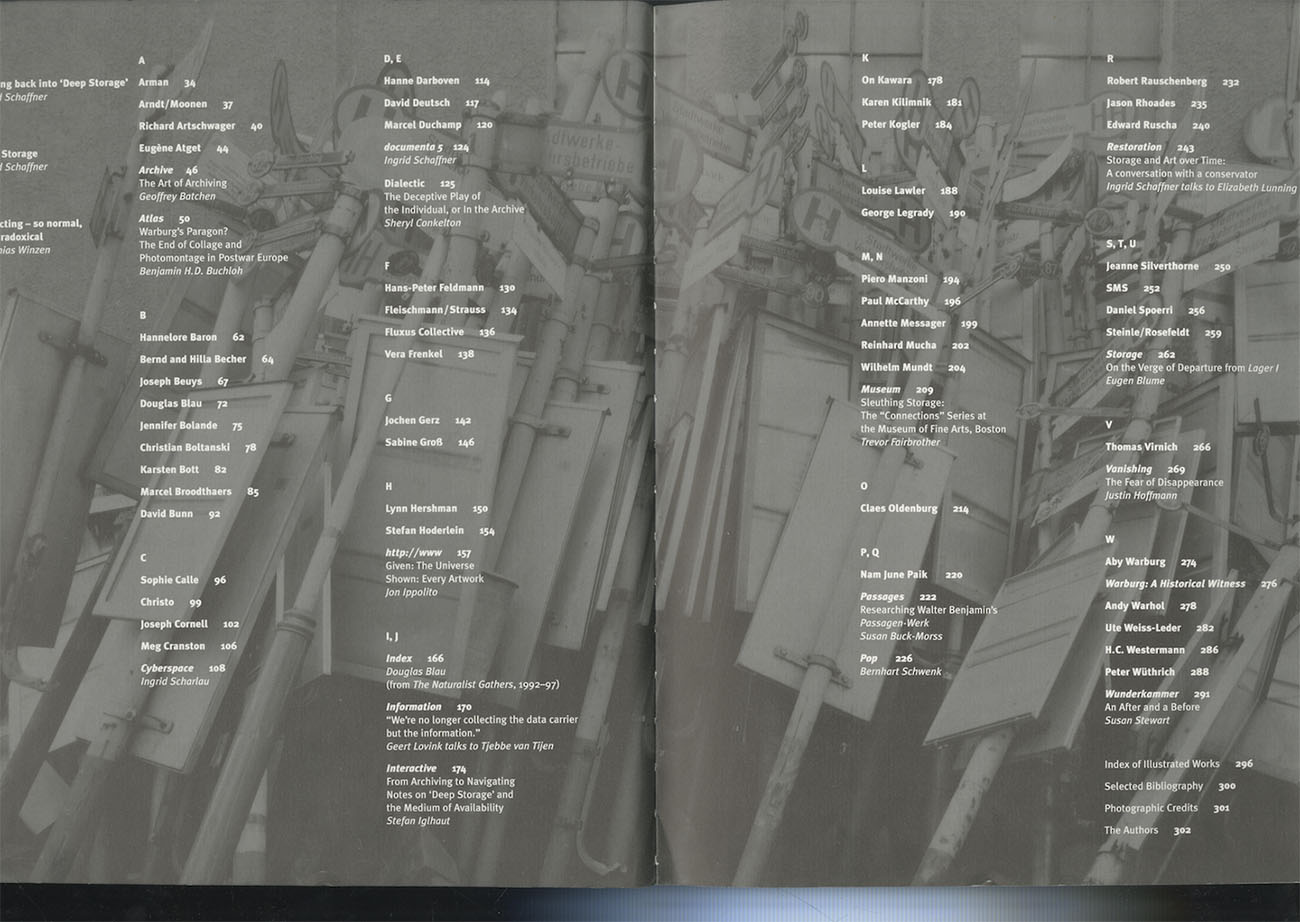 ng back into ‘Deep Storage’
Schaffner
Storage
Schaffner
cting – so normal,
radoxical
ias Winzen
A
Arman 34
Arndt/Moonen 37
Richard Artschwager 40
Eugène Atget 44
Archive 46
The Art of Archiving
Geoffrey Batchen
Atlas 50
Warburg's Paragon?
The End of Collage and
Photomontage in Postwar Europe
Benjamin H.D. Buchloh
B
Hannelore Baron 62
Bernd and Hilla Becher 64
Joseph Beuys 67
Douglas Blau 72
Jennifer Bolande 75
Christian Boltanski 78
Karsten Bott 82
Marcel Broodthaers 85
David Bunn 92
C
Sophie Calle 96
Christo 99
Joseph Cornell 102
Meg Cranston 106
Cyberspace 108
Ingrid Scharlau
D, E
Hanne Darboven 114
David Deutsch 117
Marcel Duchamp 120
documenta 5 124
Ingrid Schaffner
Dialectic 125
The Deceptive Play of
the Individual, or In the Archive
Sheryl Conkelton
F
Hans-Peter Feldmann 130
Fleischmann/Strauss 134
Fluxus Collective 136
Vera Frenkel 138
G
Jochen Gerz 142
Sabine Groß 146
H
Lynn Hershman 150
Stefan Hoderlein 154
http://www 157
Given: The Universe
Shown: Every Artwork
Jon Ippolito
I, J
Index 166
Douglas Blau
(from The Naturalist Gathers, 1992–97)
Information 170
“We're no longer collecting the data carrier
but the information.”
Geert Lovink talks to Tjebbe van Tijen
Interactive 174
From Archiving to Navigating
Notes on ‘Deep Storage’ and
the Medium of Availability
Stefan Iglhaut
K
On Kawara 178
Karen Kilimnik 181
Peter Kogler 184
L
Louise Lawler 188
George Legrady 190
M, N
Piero Manzoni 194
Paul McCarthy 196
Annette Messager 199
Reinhard Mucha 202
Wilhelm Mundt 204
Museum 209
Sleuthing Storage:
The “Connections” Series at
the Museum of Fine Arts, Boston
Trevor Fairbrother
O
Claes Oldenburg 214
P, Q
Nam June Paik 220
Passages 222
Researching Walter Benjamin's
Passagen-Werk
Susan Buck-Morss
Pop 226
Bernhart Schwenk
R
Robert Rauschenberg 232
Jason Rhoades 235
Edward Ruscha 240
Restoration 243
Storage and Art over Time:
A conversation with a conservator
Ingrid Schaffner talks to Elizabeth Lunning
S, T, U
Jeanne Silverthorne 250
SMS 252
Daniel Spoerri 256
Steinle/Rosefeldt 259
Storage 262
On the Verge of Departure from Lager I
Eugen Blume
V
Thomas Virnich 266
Vanishing 269
The Fear of Disappearance
Justin Hoffmann
W
Aby Warburg 274
Warburg: A Historical Witness 276
Andy Warhol 278
Ute Weiss-Leder 282
H.C. Westermann 286
Peter Wüthrich 288
Wunderkammer 291
An After and a Before
Susan Stewart
Index of Illustrated Works 296
Selected Bibliography 300
Photographic Credits 301
The Authors 302
H
H